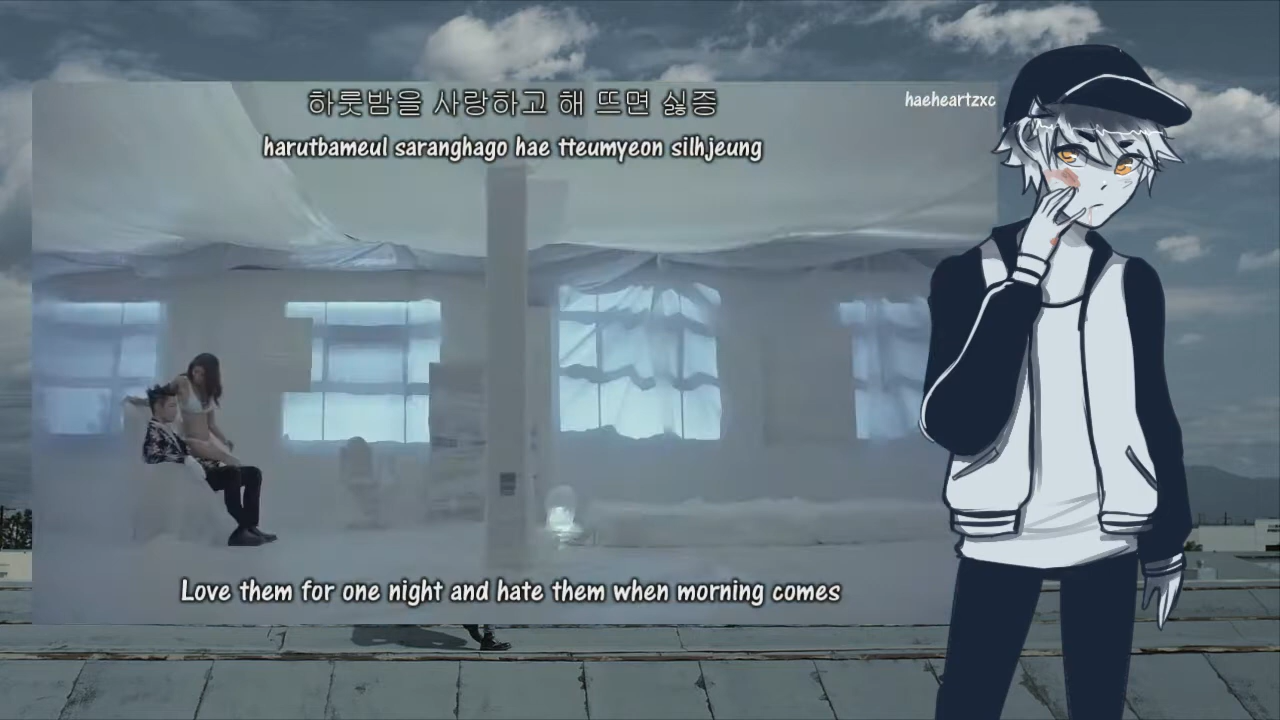 하룻밤을 사랑하고 해 뜨면 싫증
haeheartzxc
harutbameul saranghago hae tteumyeon silhjeung
Love them for one night and hate them when morning comes